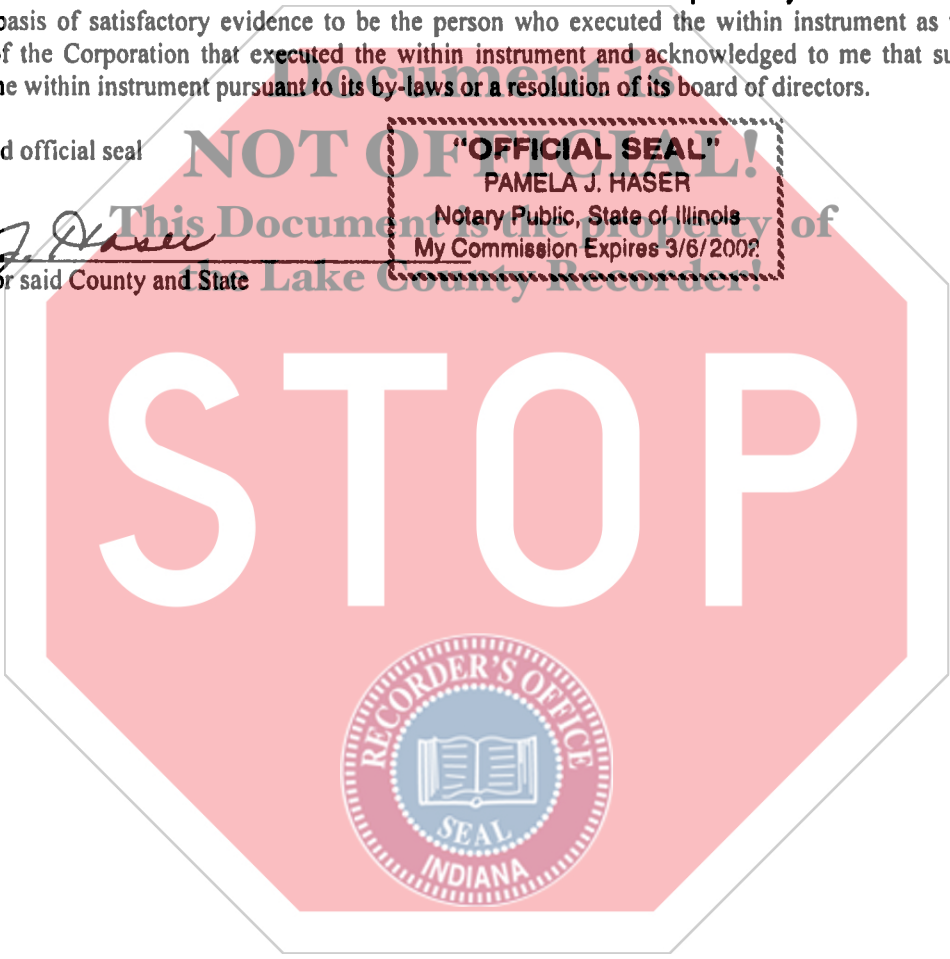 basis of satisfactory evidence to be the person who executed the within instrument as
of the Corporation that executed the within instrument and acknowledged to me that su
he within instrument pursuant to its by-laws or a resolution of its board of directors.
Document is
NOT OFFICIAL!
This Document is the property of
the Lake County Recorder!
d official seal
"OFFICIAL SEAL"
PAMELA J. HASER
Notary Public, State of Illinois
My Commission Expires 3/6/2002
J. Haser
or said County and State
STOP
RECORDER'S OFFICE
SEAL
INDIANA